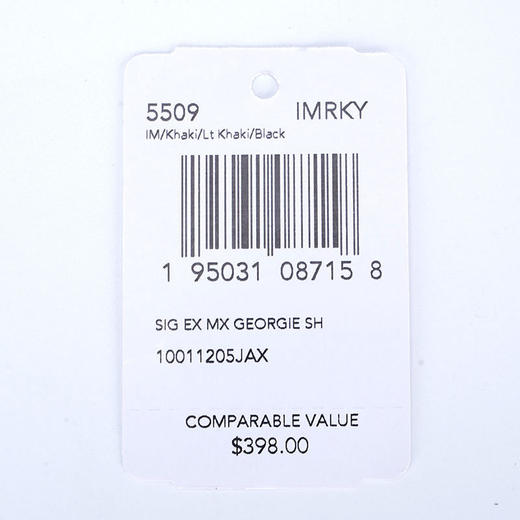 5509 IMRKY
IM/Khaki/Lt Khaki/Black
1 95031 08715 8
SIG EX MX GEORGIE SH
10011205JAX
COMPARABLE VALUE
$398.00